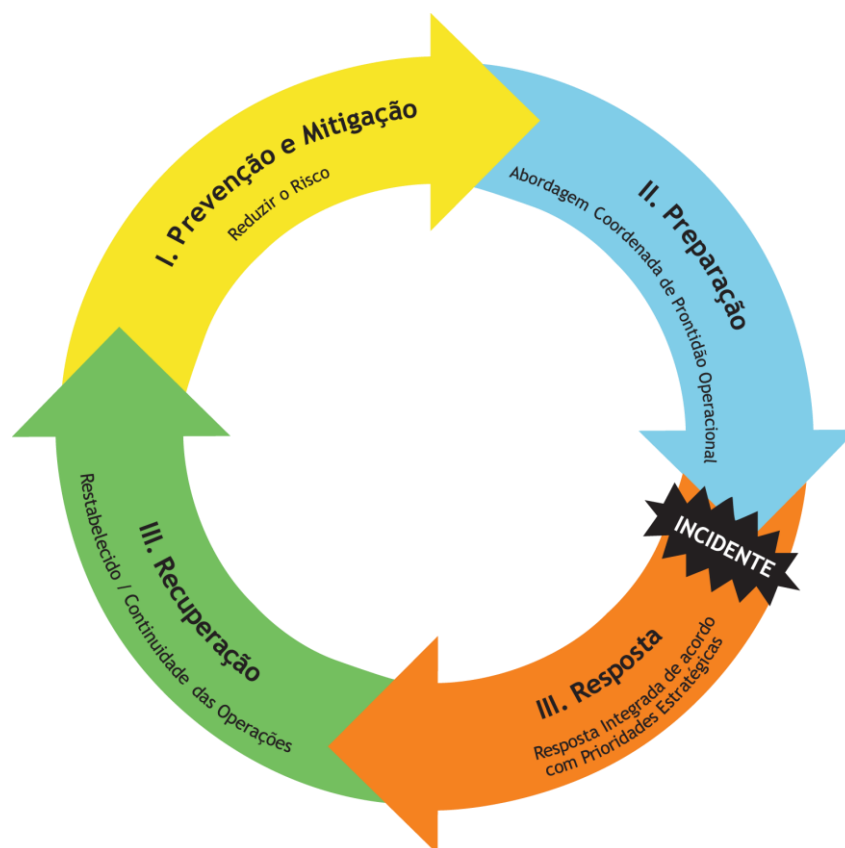 I. Prevenção e Mitigação
Reduzir o Risco
II. Preparação
Abordagem Coordenada de Prontidão Operacional
INCIDENTE
III. Resposta
Resposta Integrada de acordo
com Prioridades Estratégicas
III. Recuperação
Restabelecido / Continuidade das Operações